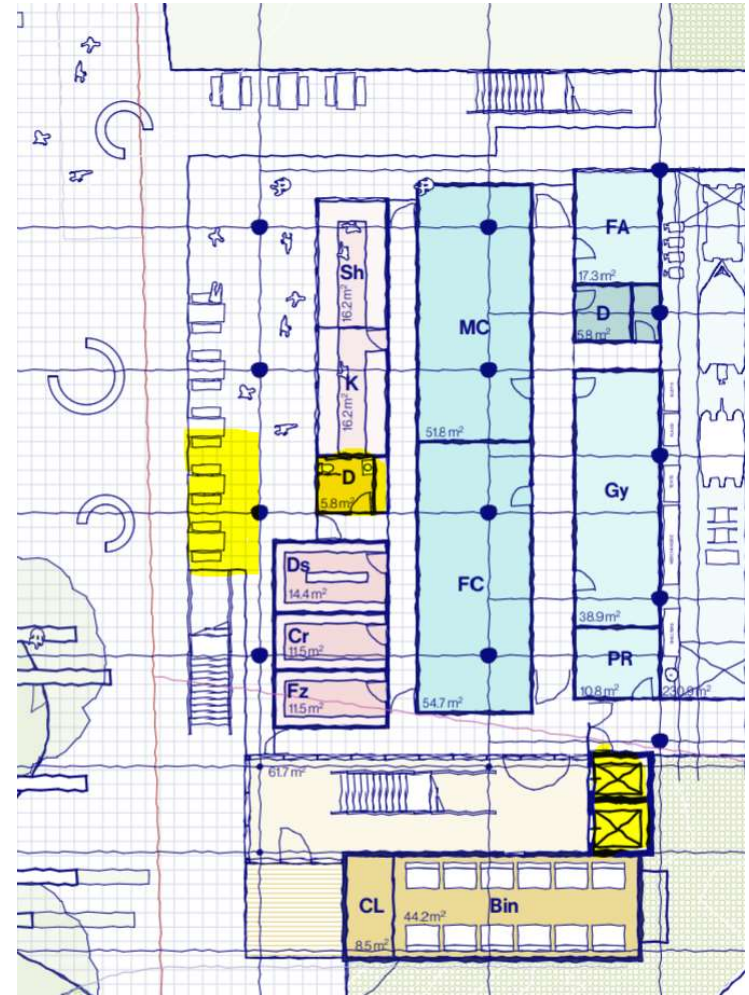 FA
17.3 m²
Sh
16.2 m²
D
5.8 m²
MC
K
16.2 m²
51.8 m²
D
5.8 m²
Gy
Ds
14.4 m²
FC
38.9 m²
Cr
11.5 m²
PR
10.8 m²
230.9 m²
Fz
11.5 m²
54.7 m²
61.7 m²
CL
8.5 m²
44.2 m²
Bin